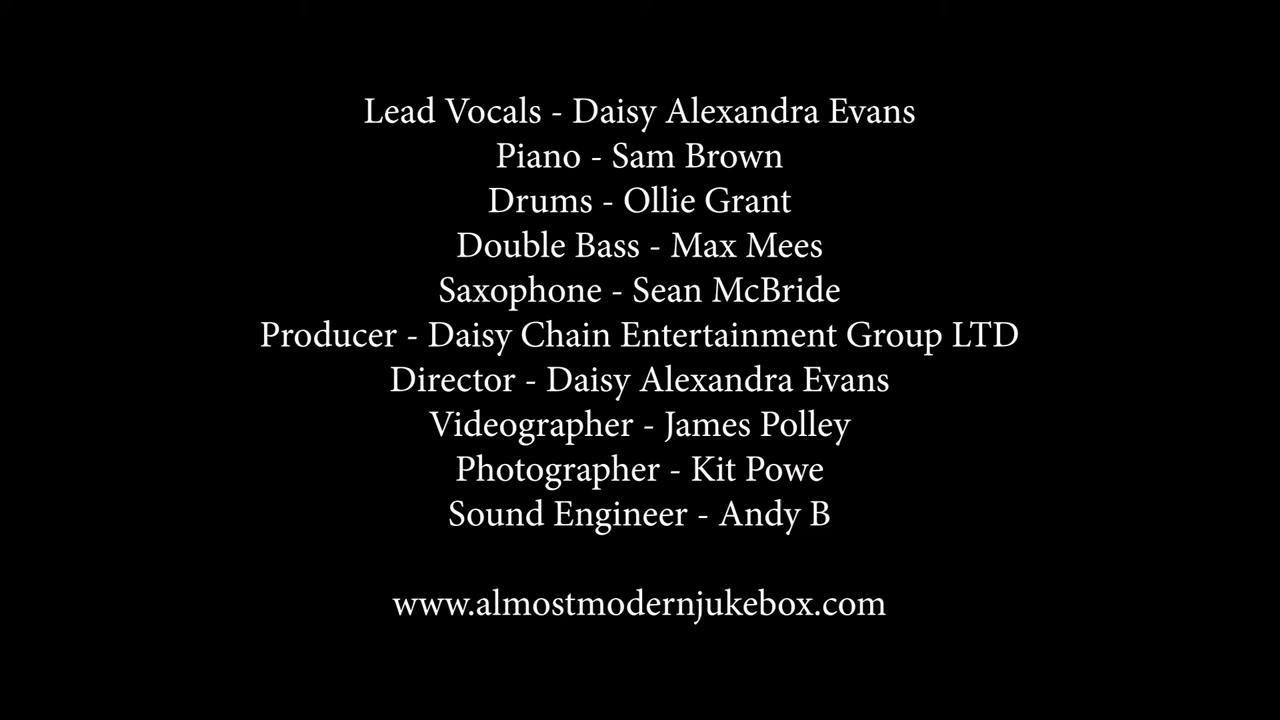 Lead Vocals - Daisy Alexandra Evans
Piano - Sam Brown
Drums - Ollie Grant
Double Bass - Max Mees
Saxophone - Sean McBride
Producer - Daisy Chain Entertainment Group LTD
Director - Daisy Alexandra Evans
Videographer - James Polley
Photographer - Kit Powe
Sound Engineer - Andy B
www.almostmodernjukebox.com